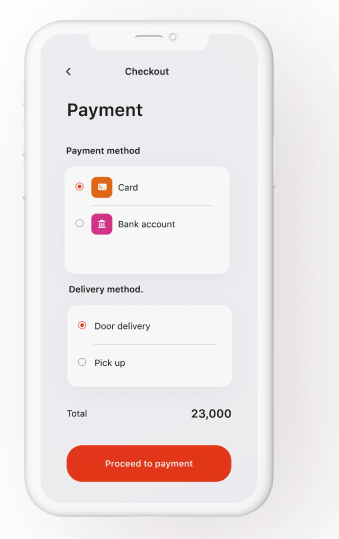 Checkout
Payment
Payment method
Card
Bank account
Delivery method.
Door delivery
Pick up
Total 23,000
Proceed to payment